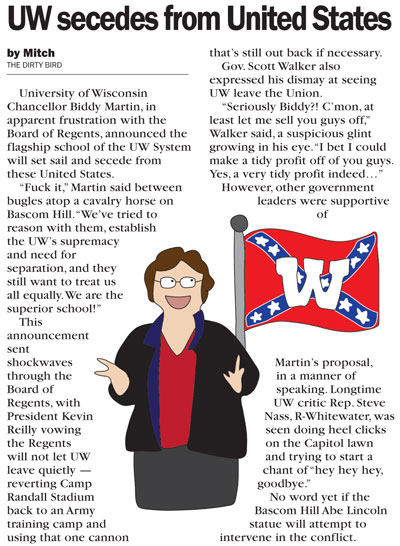 UW secedes from United States
by Mitch
THE DIRTY BIRD
University of Wisconsin
Chancellor Biddy Martin, in
apparent frustration with the
Board of Regents, announced the
flagship school of the UW System
will set sail and secede from
these United States.
“Fuck it,” Martin said between
bugles atop a cavalry horse on
Bascom Hill. “We’ve tried to
reason with them, establish
the UW’s supremacy
and need for
separation, and they
still want to treat us
all equally. We are the
superior school!”
This
announcement
sent
shockwaves
through the
Board of
Regents, with
President Kevin
Reilly vowing
the Regents
will not let UW
leave quietly —
reverting Camp
Randall Stadium
back to an Army
training camp and
using that one cannon
that’s still out back if necessary.
Gov. Scott Walker also
expressed his dismay at seeing
UW leave the Union.
“Seriously Biddy?! C’mon, at
least let me sell you guys off,”
Walker said, a suspicious glint
growing in his eye. “I bet I could
make a tidy profit off of you guys.
Yes, a very tidy profit indeed…”
However, other government
leaders were supportive
of
W
Martin’s proposal,
in a manner of
speaking. Longtime
UW critic Rep. Steve
Nass, R-Whitewater, was
seen doing heel clicks
on the Capitol lawn
and trying to start a
chant of “hey hey hey,
goodbye.”
No word yet if the
Bascom Hill Abe Lincoln
statue will attempt to
intervene in the conflict.